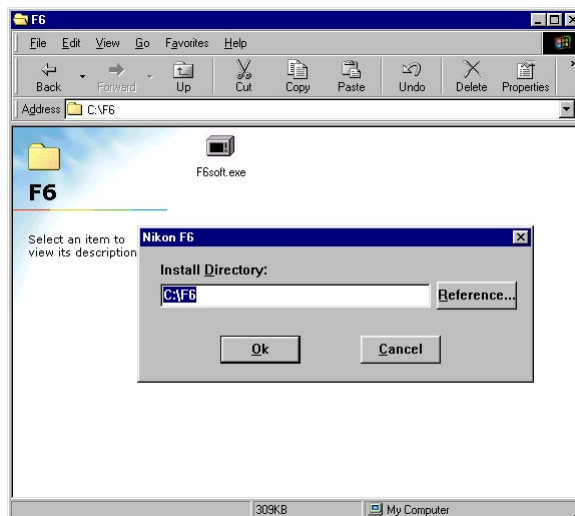 F6
File Edit View Go Favorites Help
Back Forward Up Cut Copy Paste Undo Delete Properties
Address C:\F6
F6soft.exe
F6
Select an item to
view its description
Nikon F6
Install Directory:
C:\F6
Reference...
Ok Cancel
309KB My Computer